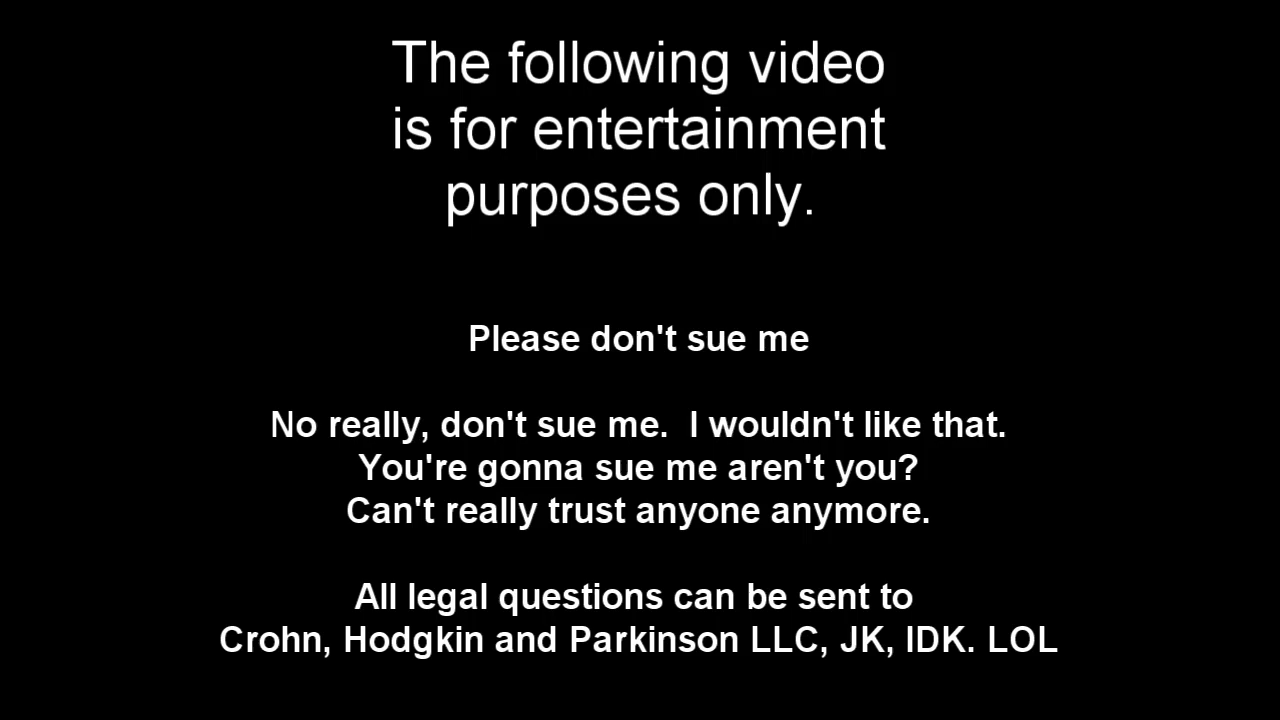 The following video
is for entertainment
purposes only.
Please don't sue me
No really, don't sue me.  I wouldn't like that.
You're gonna sue me aren't you?
Can't really trust anyone anymore.
All legal questions can be sent to
Crohn, Hodgkin and Parkinson LLC, JK, IDK. LOL